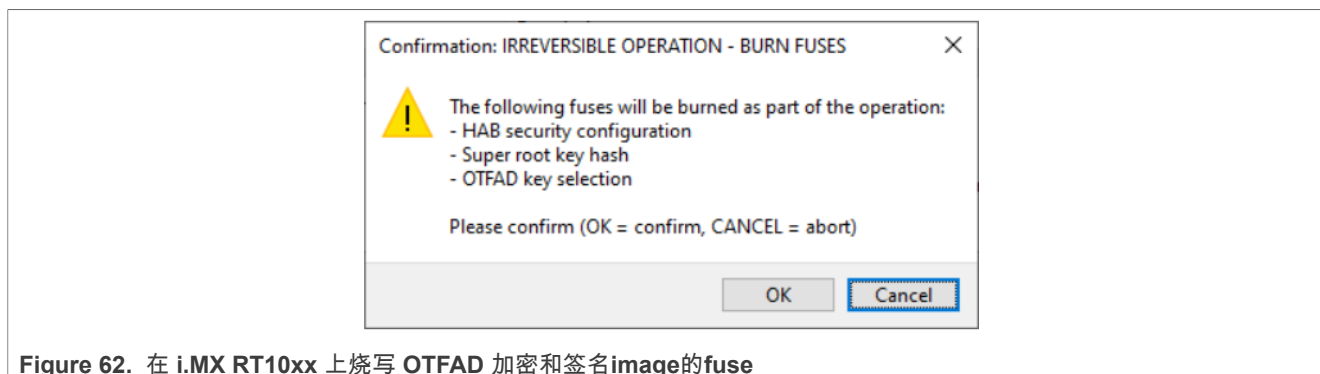 Confirmation: IRREVERSIBLE OPERATION - BURN FUSES
The following fuses will be burned as part of the operation:
- HAB security configuration
- Super root key hash
- OTFAD key selection
Please confirm (OK = confirm, CANCEL = abort)
OK Cancel
Figure 62. 在 i.MX RT10xx 上烧写 OTFAD 加密和签名image的fuse